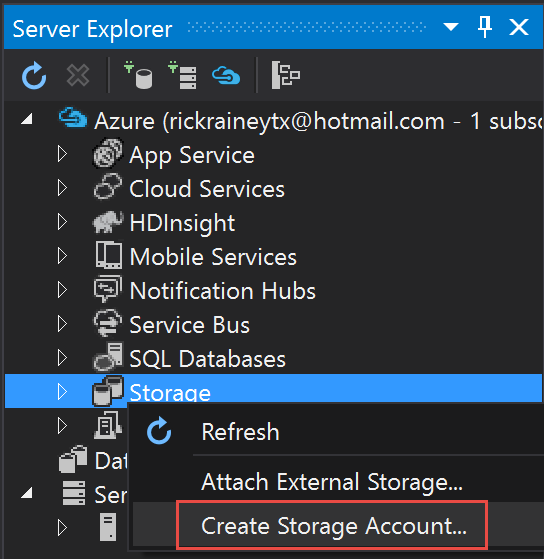 Server Explorer
Azure (rickraineytx@hotmail.com - 1 subsc
App Service
Cloud Services
HDInsight
Mobile Services
Notification Hubs
Service Bus
SQL Databases
Storage
Refresh
Dat
Attach External Storage...
Ser
Create Storage Account...